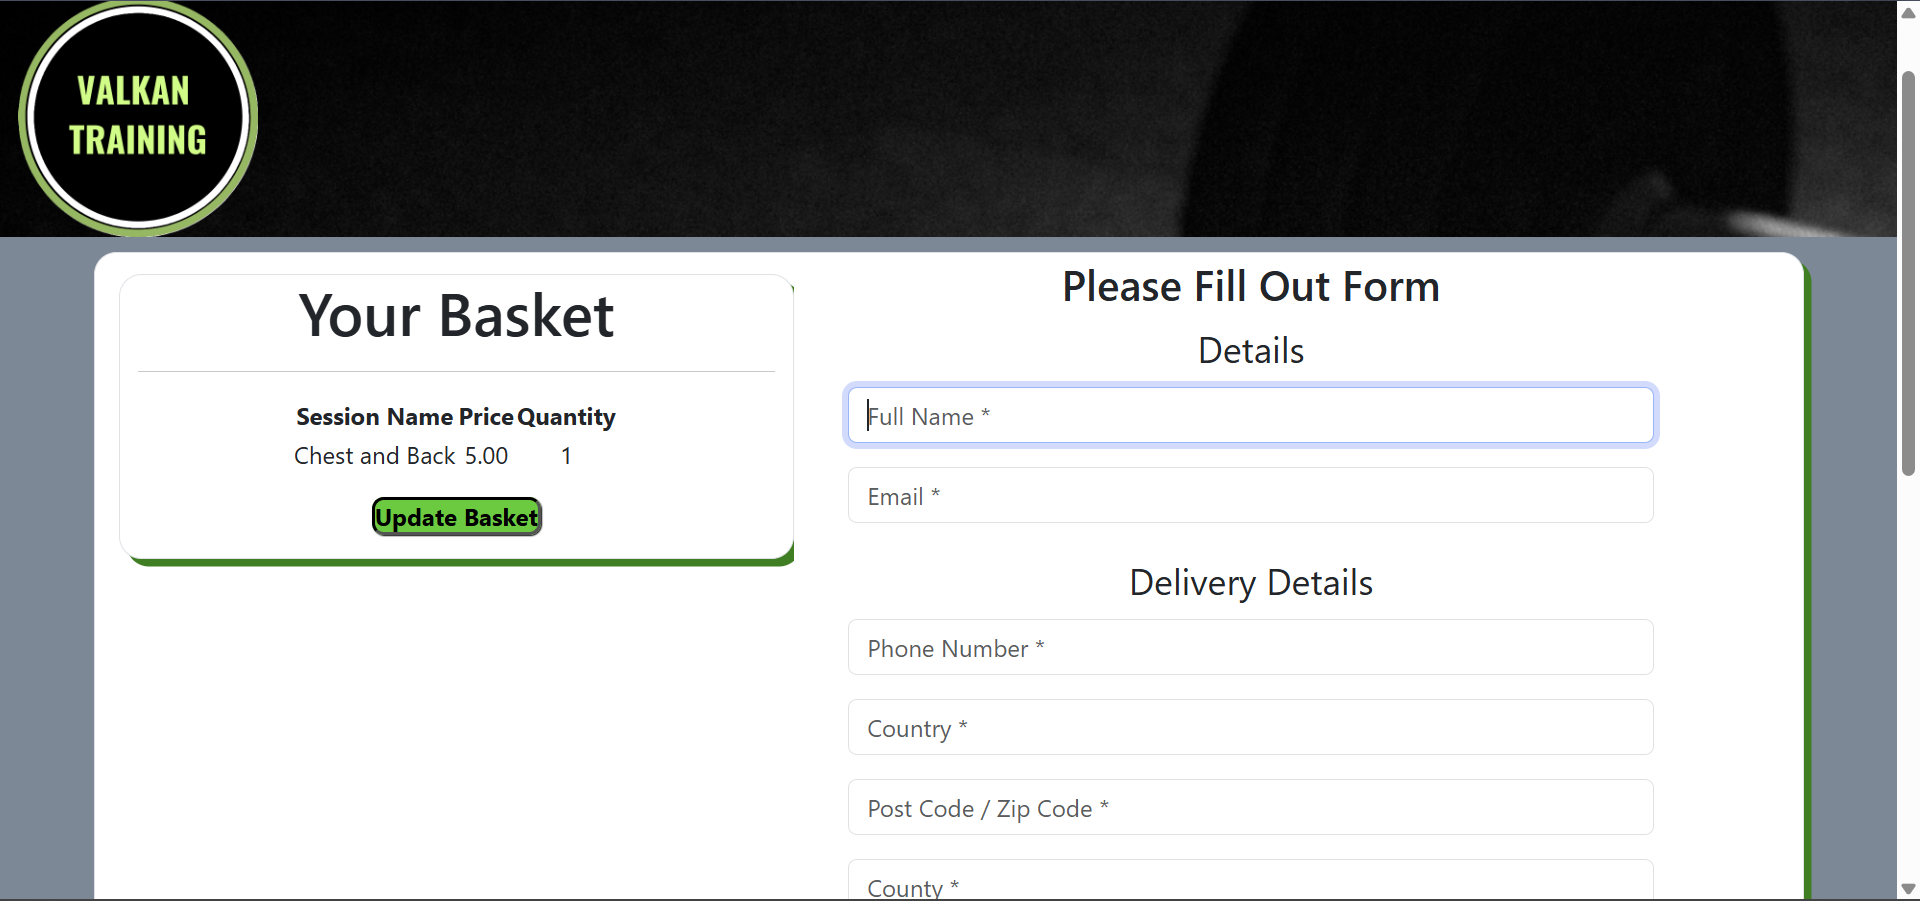 VALKAN
TRAINING
Your Basket
Session Name Price Quantity
Chest and Back 5.00 1
Update Basket
Please Fill Out Form
Details
Full Name *
Email *
Delivery Details
Phone Number *
Country *
Post Code / Zip Code *
County *